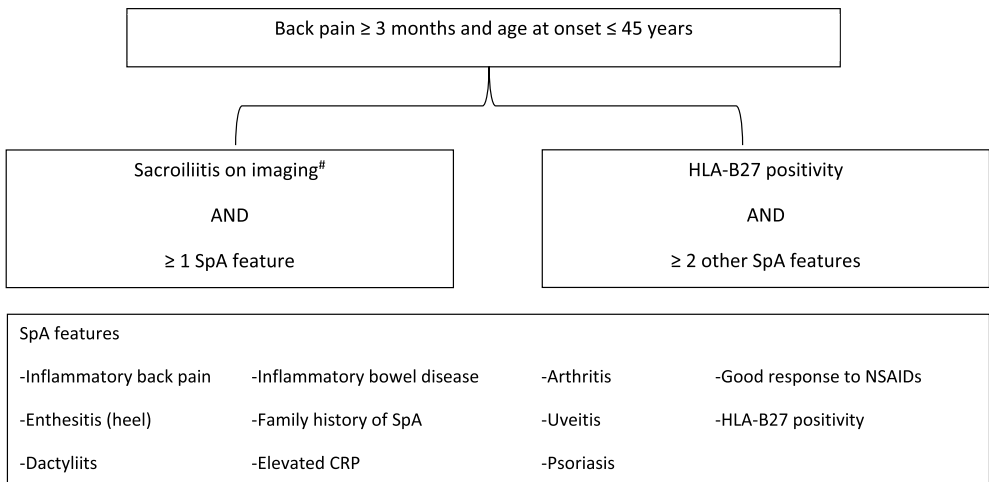 Back pain ≥ 3 months and age at onset ≤ 45 years
Sacroiliitis on imaging#
AND
≥ 1 SpA feature
HLA-B27 positivity
AND
≥ 2 other SpA features
SpA features
-Inflammatory back pain -Inflammatory bowel disease -Arthritis -Good response to NSAIDs
-Enthesitis (heel) -Family history of SpA -Uveitis -HLA-B27 positivity
-Dactyliits -Elevated CRP -Psoriasis